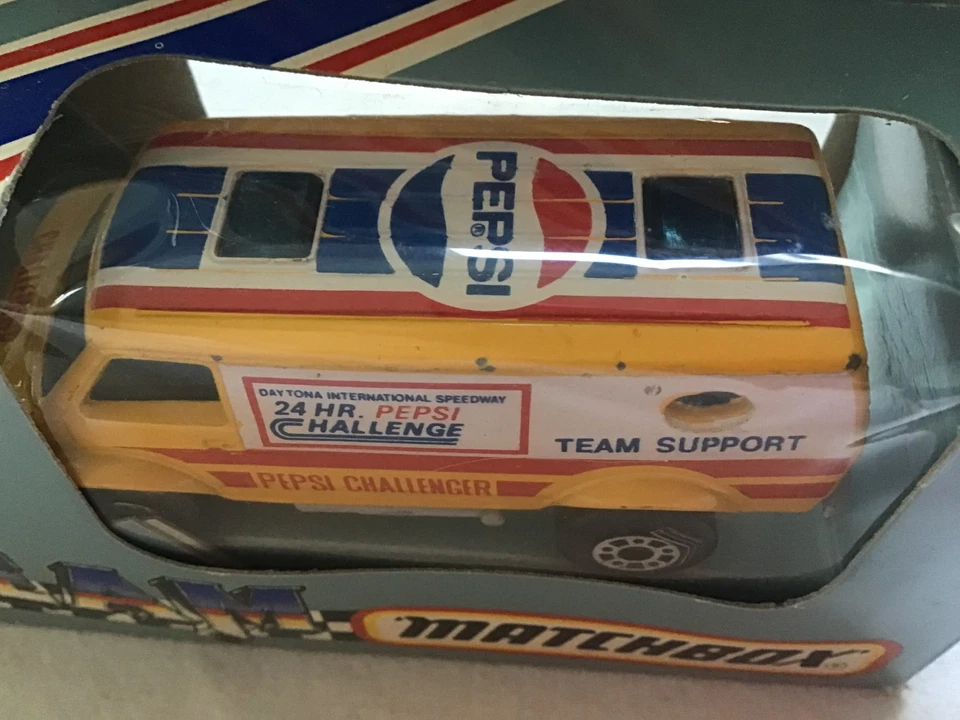 PEPSI®
DAYTONA INTERNATIONAL SPEEDWAY
24 HR. PEPSI
CHALLENGE
TEAM SUPPORT
PEPSI CHALLENGER
MATCHBOX